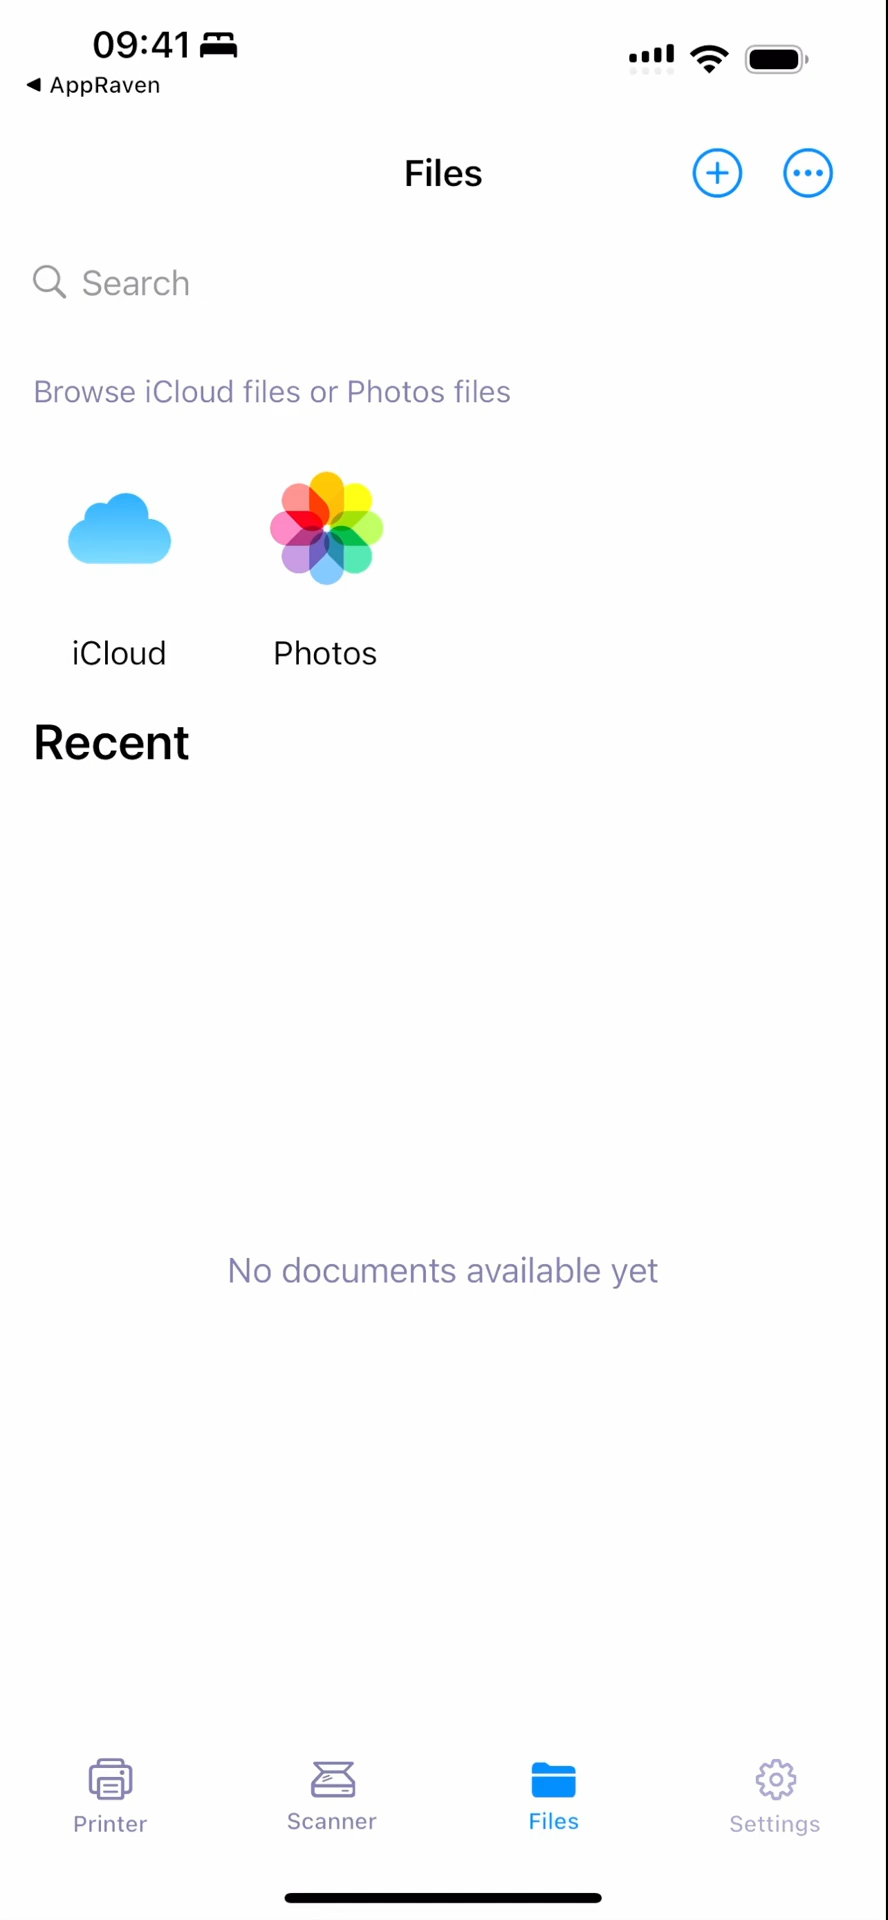 09:41
◀ AppRaven
Files
Search
Browse iCloud files or Photos files
iCloud
Photos
Recent
No documents available yet
Printer
Scanner
Files
Settings